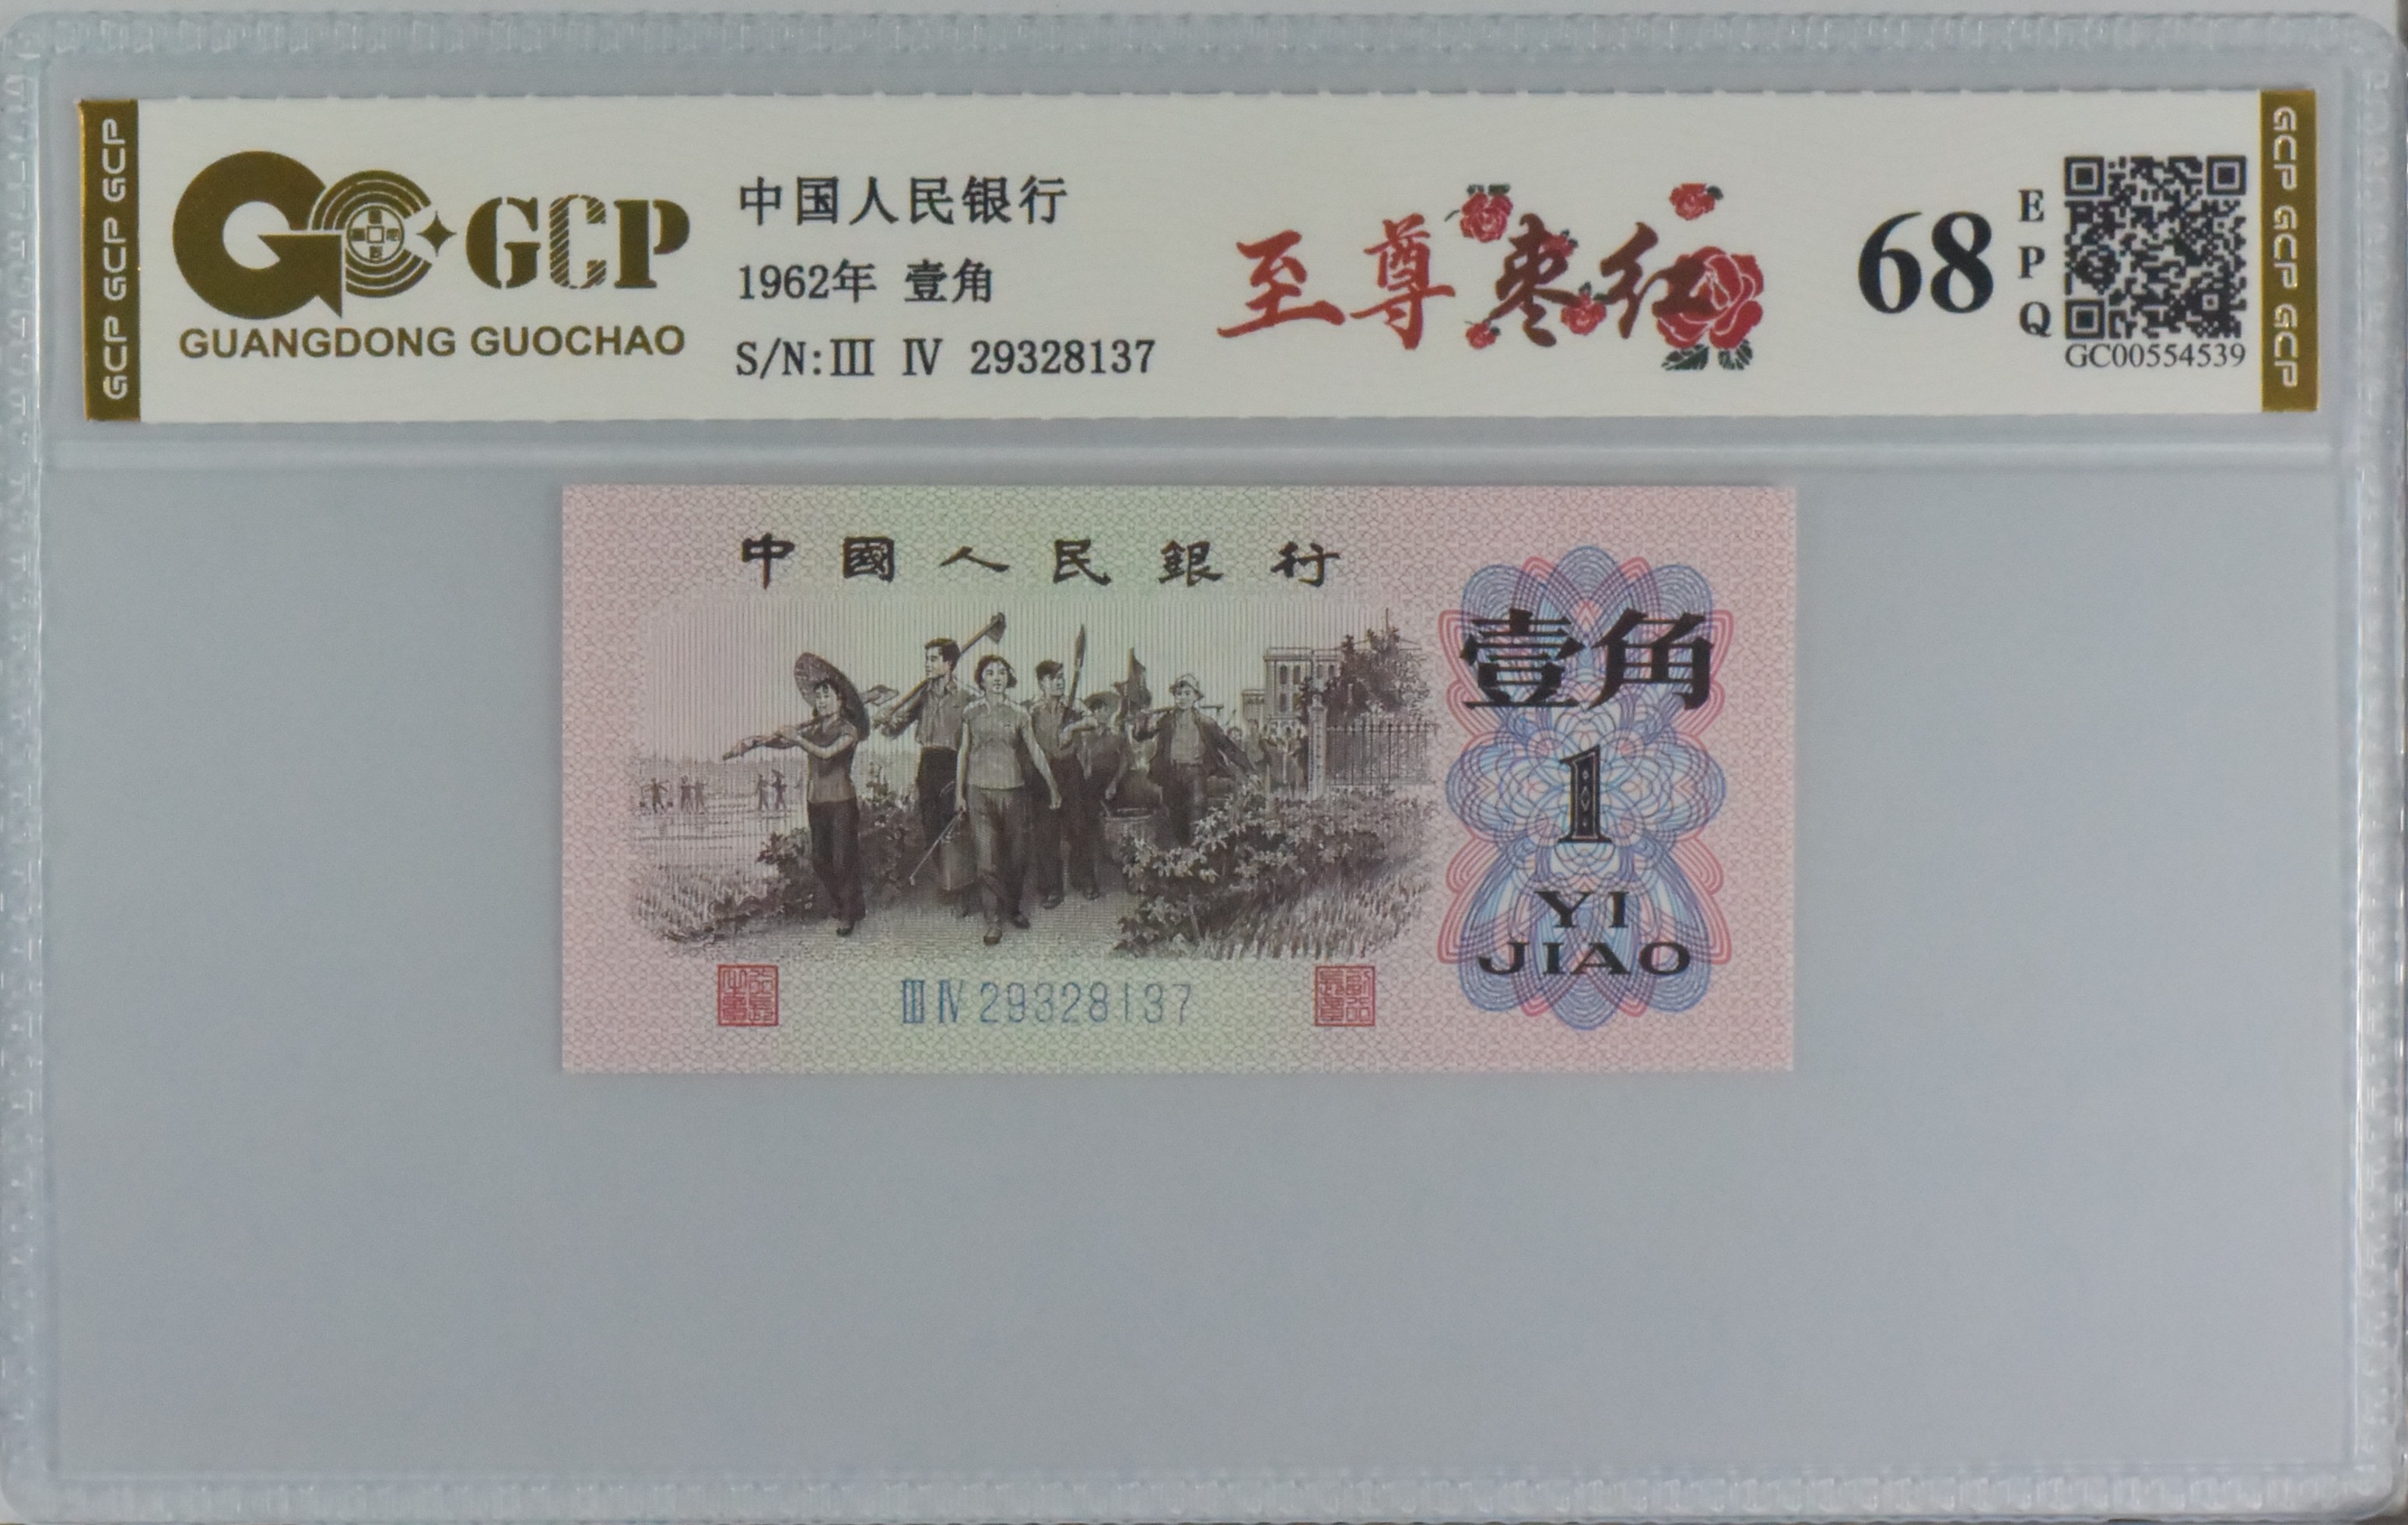 GCP GCP GCP
GCP
GUANGDONG GUOCHAO
中国人民银行
1962年 壹角
S/N:Ⅲ Ⅳ 29328137
至尊枣红
68
EPQ
GC00554539
GCP GCP GCP
中國人民銀行
壹角
1
YI
JIAO
Ⅲ Ⅳ 29328137